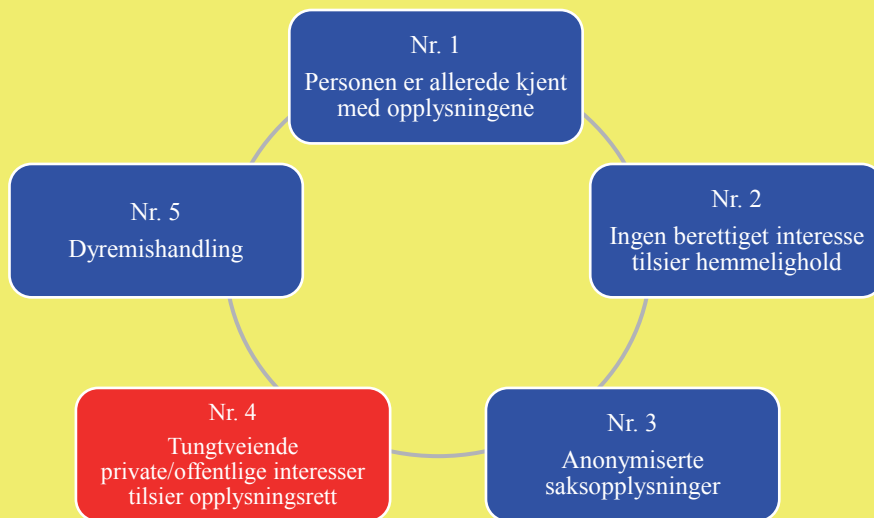 Nr. 1
Personen er allerede kjent
med opplysningene
Nr. 2
Ingen berettiget interesse
tilsier hemmelighold
Nr. 3
Anonymiserte
saksopplysninger
Nr. 4
Tungtveiende
private/offentlige interesser
tilsier opplysningsrett
Nr. 5
Dyremishandling